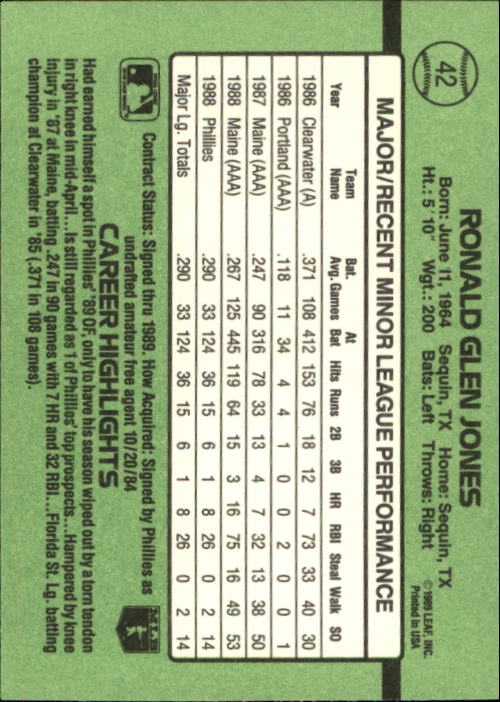 42
RONALD GLEN JONES
Born: June 11, 1964 Sequin, TX Home: Sequin, TX
Ht.: 5' 10" Wgt.: 200 Bats: Left Throws: Right
©1989 LEAF, INC.
Printed in USA
MAJOR/RECENT MINOR LEAGUE PERFORMANCE
Year Team Name Bat. Avg. Games At Bat Hits Runs 2B 3B HR RBI Steal Walk SO
1986 Clearwater (A) .371 108 412 153 76 18 12 7 73 33 40 30
1986 Portland (AAA) .118 11 34 4 4 1 0 0 2 0 0 1
1987 Maine (AAA) .247 90 316 78 33 13 4 7 32 13 38 50
1988 Maine (AAA) .267 125 445 119 64 15 3 16 75 16 49 53
1988 Phillies .290 33 124 36 15 6 1 8 26 0 2 14
Major Lg. Totals .290 33 124 36 15 6 1 8 26 0 2 14
Contract Status: Signed thru 1989. How Acquired: Signed by Phillies as
undrafted amateur free agent 10/20/84
MLB
CAREER HIGHLIGHTS
Had earned himself a spot in Phillies' '89 OF, only to have his season wiped out by a torn tendon
in right knee in mid-April...Is still regarded as 1 of Phillies' top prospects...Hampered by knee
injury in '87 at Maine, batting .247 in 90 games with 7 HR and 32 RBI...Florida St. Lg. batting
champion at Clearwater in '85 (.371 in 108 games).